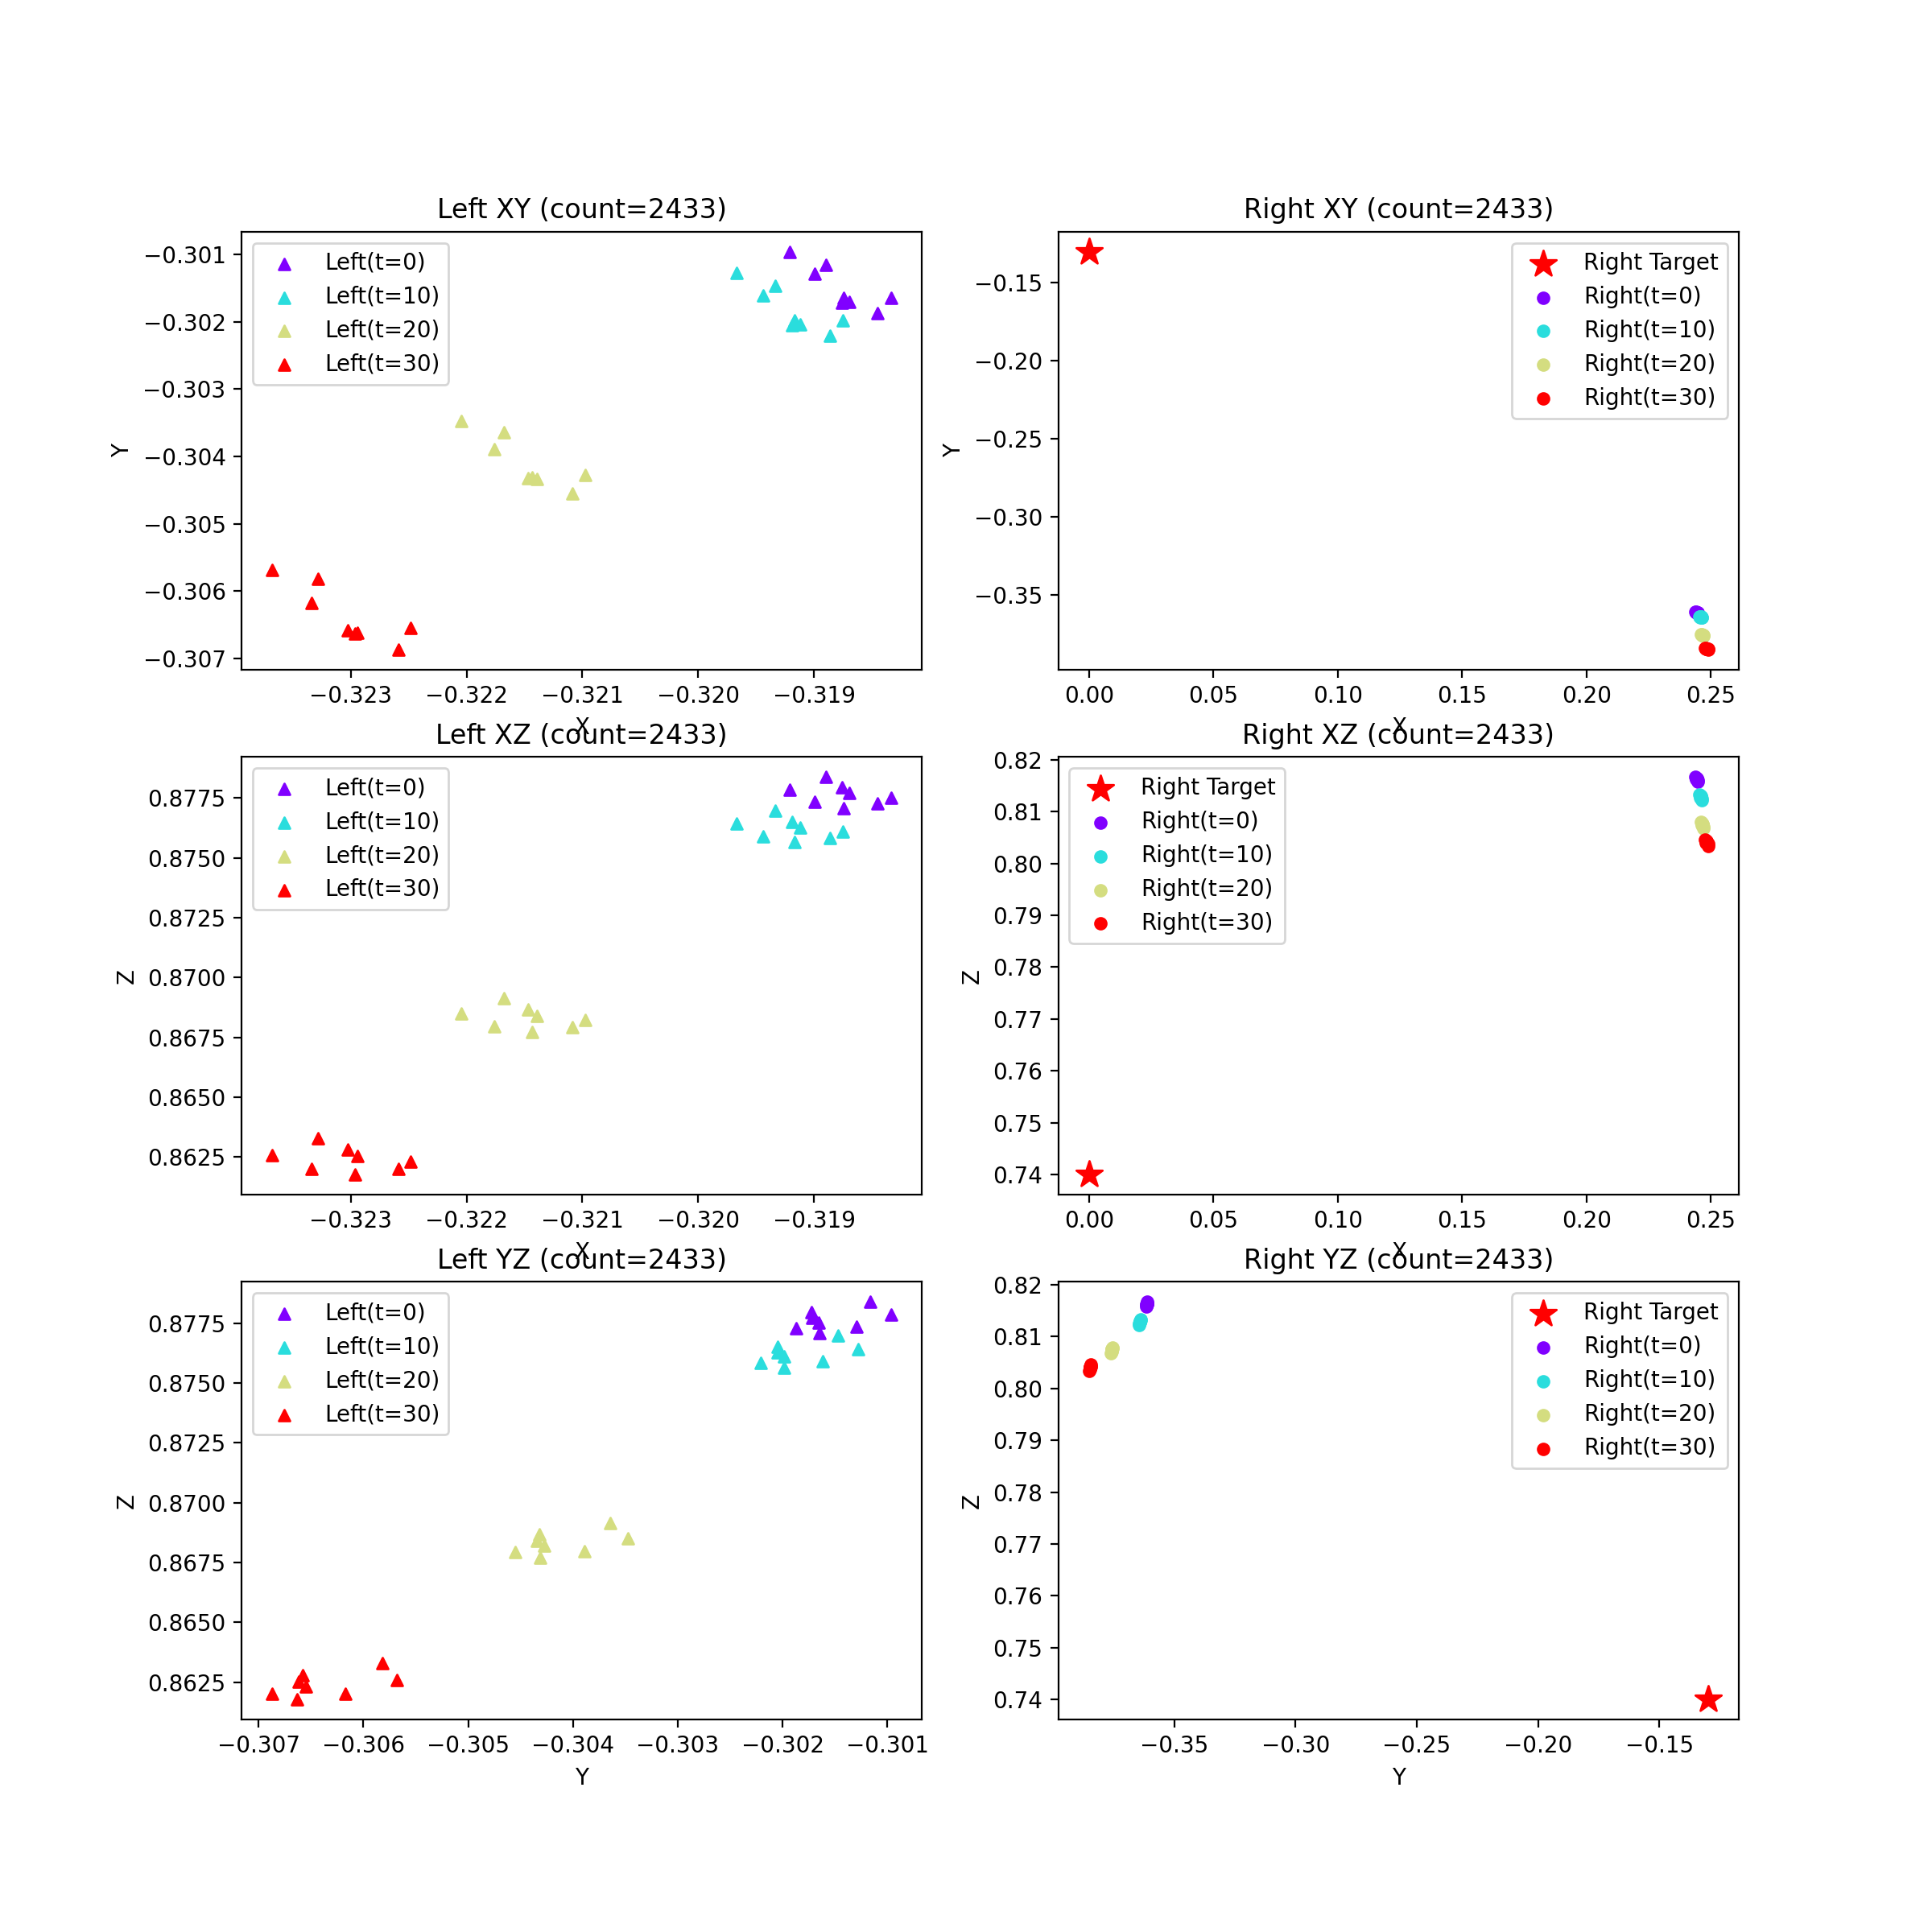 Left XY (count=2433)
Left(t=0)
Left(t=10)
Left(t=20)
Left(t=30)
−0.301
−0.302
−0.303
−0.304
−0.305
−0.306
−0.307
Y
−0.323 −0.322 −0.321 −0.320 −0.319
X
Right XY (count=2433)
Right Target
Right(t=0)
Right(t=10)
Right(t=20)
Right(t=30)
−0.15
−0.20
−0.25
−0.30
−0.35
Y
0.00 0.05 0.10 0.15 0.20 0.25
X
Left XZ (count=2433)
Left(t=0)
Left(t=10)
Left(t=20)
Left(t=30)
0.8775
0.8750
0.8725
0.8700
0.8675
0.8650
0.8625
Z
−0.323 −0.322 −0.321 −0.320 −0.319
X
Right XZ (count=2433)
Right Target
Right(t=0)
Right(t=10)
Right(t=20)
Right(t=30)
0.82
0.81
0.80
0.79
0.78
0.77
0.76
0.75
0.74
Z
0.00 0.05 0.10 0.15 0.20 0.25
X
Left YZ (count=2433)
Left(t=0)
Left(t=10)
Left(t=20)
Left(t=30)
0.8775
0.8750
0.8725
0.8700
0.8675
0.8650
0.8625
Z
−0.307 −0.306 −0.305 −0.304 −0.303 −0.302 −0.301
Y
Right YZ (count=2433)
Right Target
Right(t=0)
Right(t=10)
Right(t=20)
Right(t=30)
0.82
0.81
0.80
0.79
0.78
0.77
0.76
0.75
0.74
Z
−0.35 −0.30 −0.25 −0.20 −0.15
Y